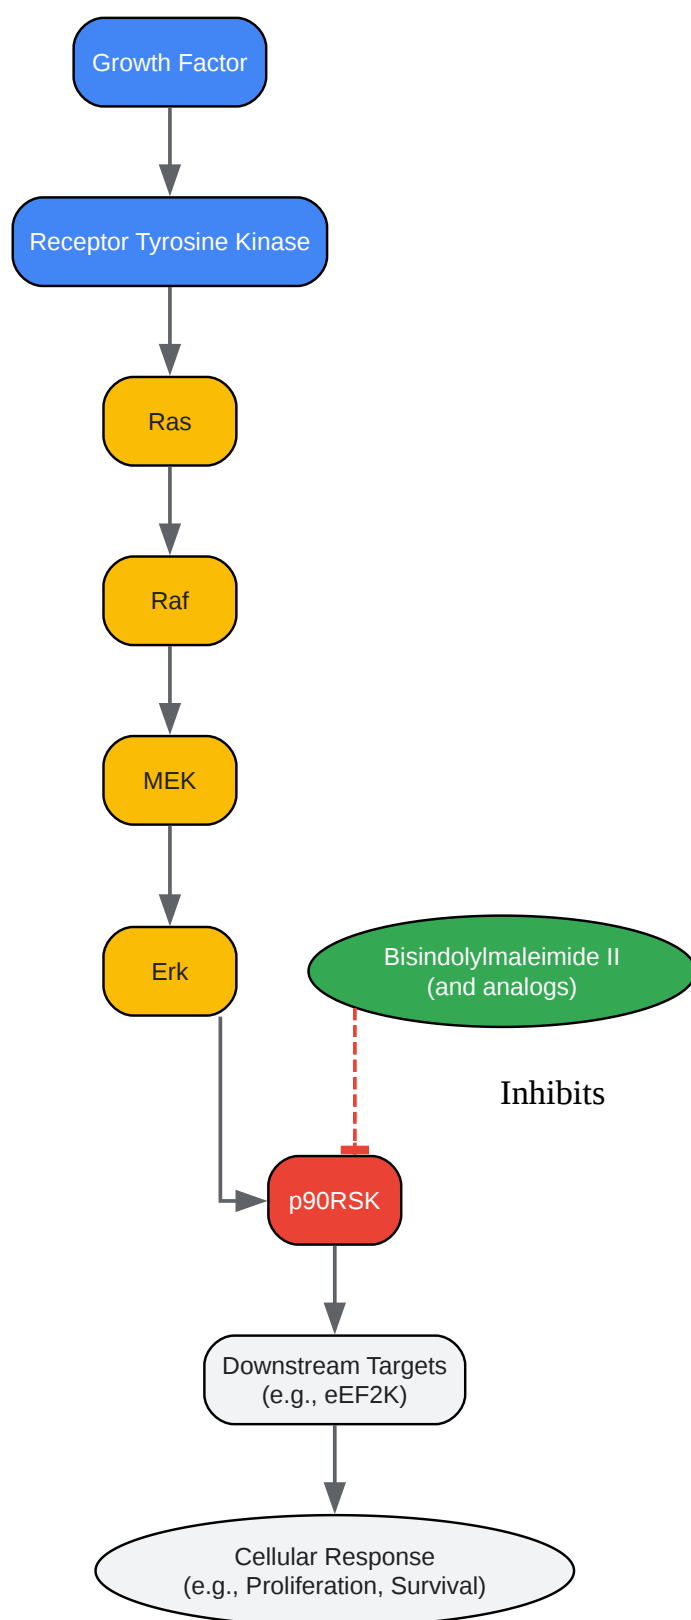 Growth Factor
Receptor Tyrosine Kinase
Ras
Raf
MEK
Erk
Bisindolylmaleimide II
(and analogs)
Inhibits
p90RSK
Downstream Targets
(e.g., eEF2K)
Cellular Response
(e.g., Proliferation, Survival)